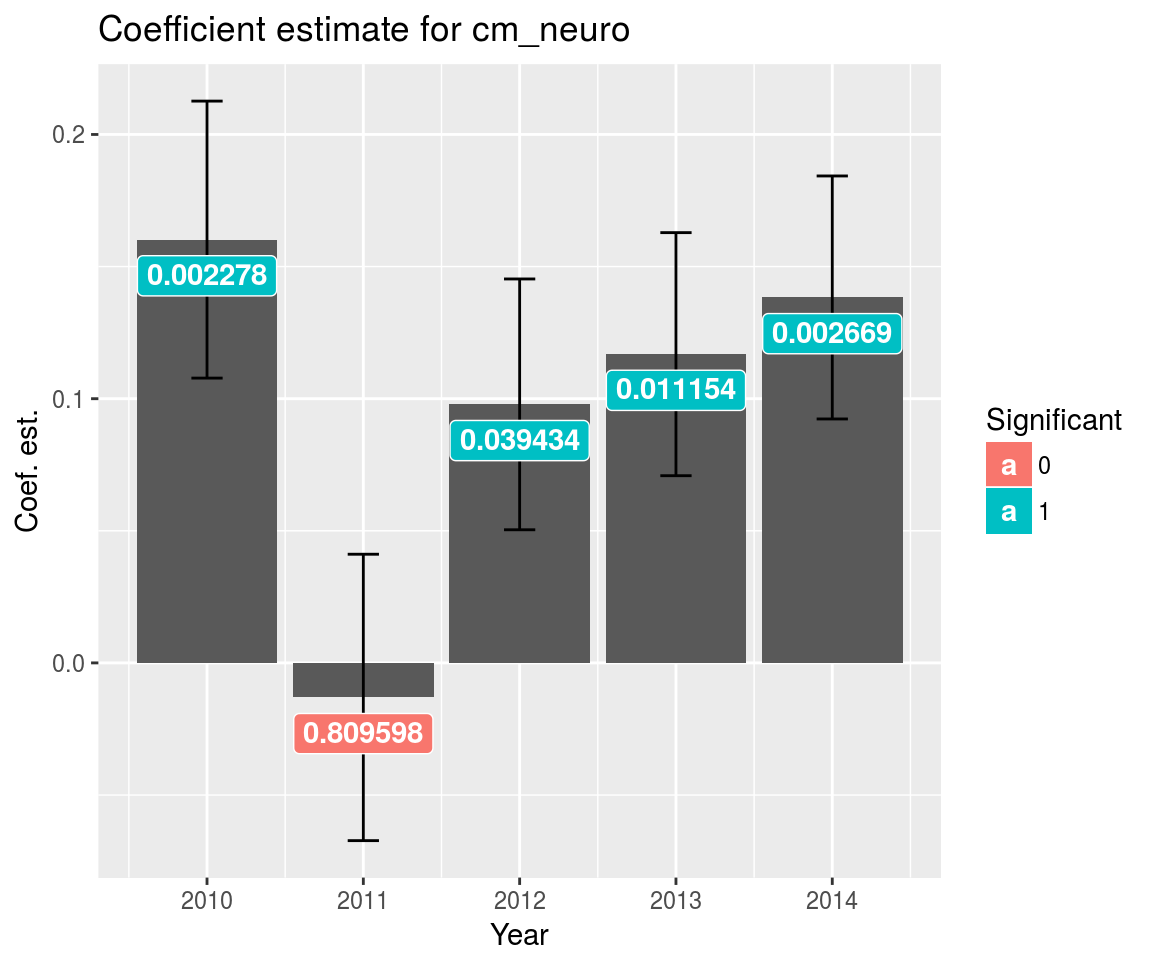 Coefficient estimate for cm_neuro
Coef. est.
0.2
0.1
0.0
0.002278
0.809598
0.039434
0.011154
0.002669
2010 2011 2012 2013 2014
Year
Significant
a 0
a 1